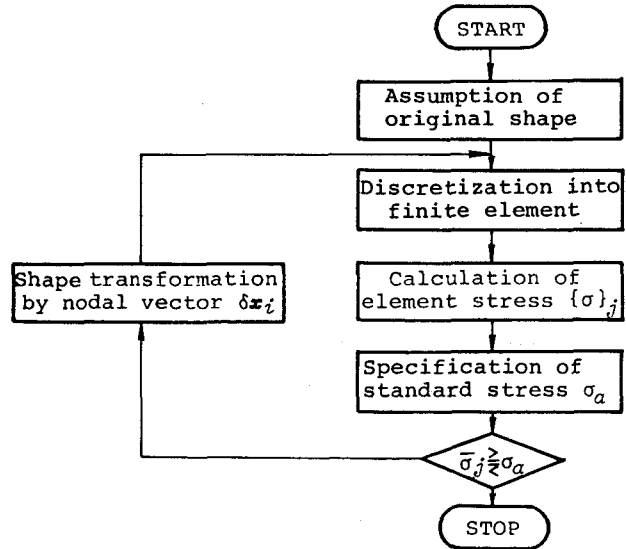 START
Assumption of
original shape
Discretization into
finite element
Shape transformation
by nodal vector δxᵢ
Calculation of
element stress {σ}ⱼ
Specification of
standard stress σₐ
σ̄ⱼ⪌σₐ
STOP